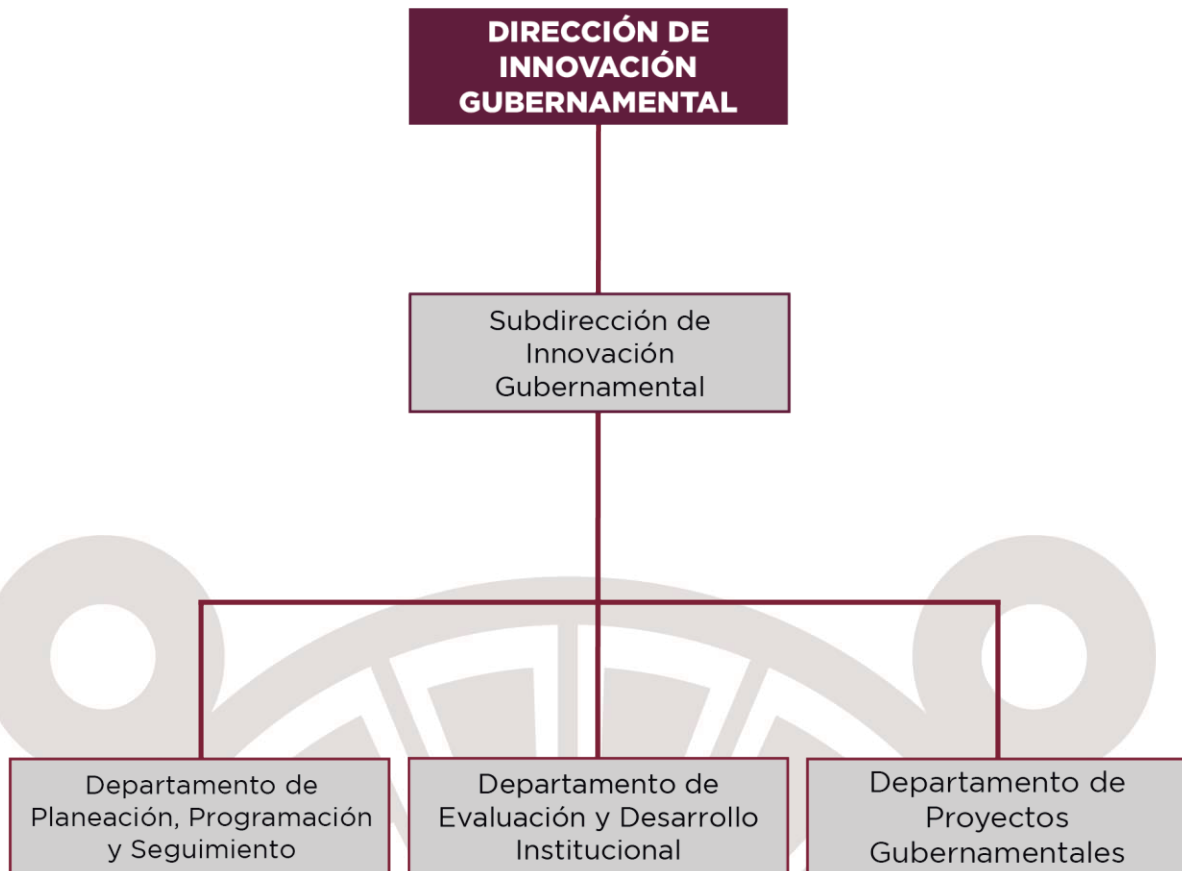 DIRECCIÓN DE
INNOVACIÓN
GUBERNAMENTAL
Subdirección de
Innovación
Gubernamental
Departamento de
Planeación, Programación
y Seguimiento
Departamento de
Evaluación y Desarrollo
Institucional
Departamento de
Proyectos
Gubernamentales